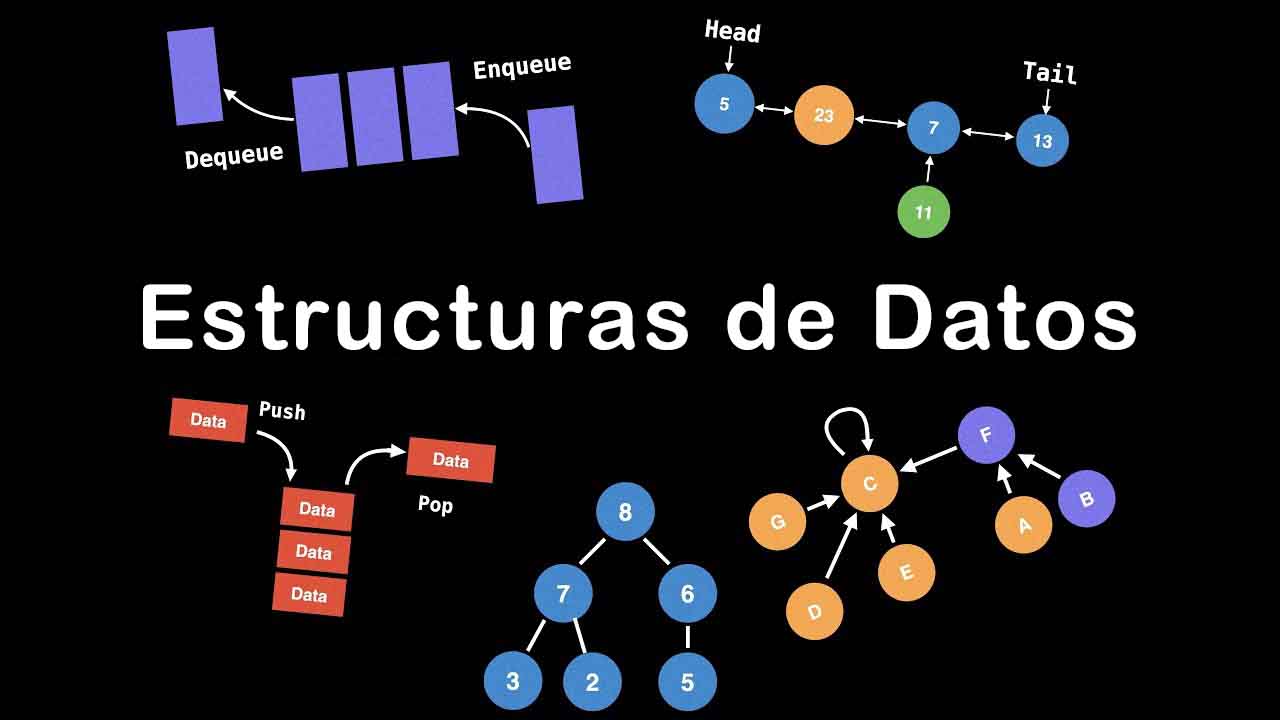 Enqueue
Dequeue
Head
Tail
5
23
7
13
11
Estructuras de Datos
Push
Data
Data
Pop
Data
Data
Data
8
7
6
3
2
5
F
C
B
G
A
E
D